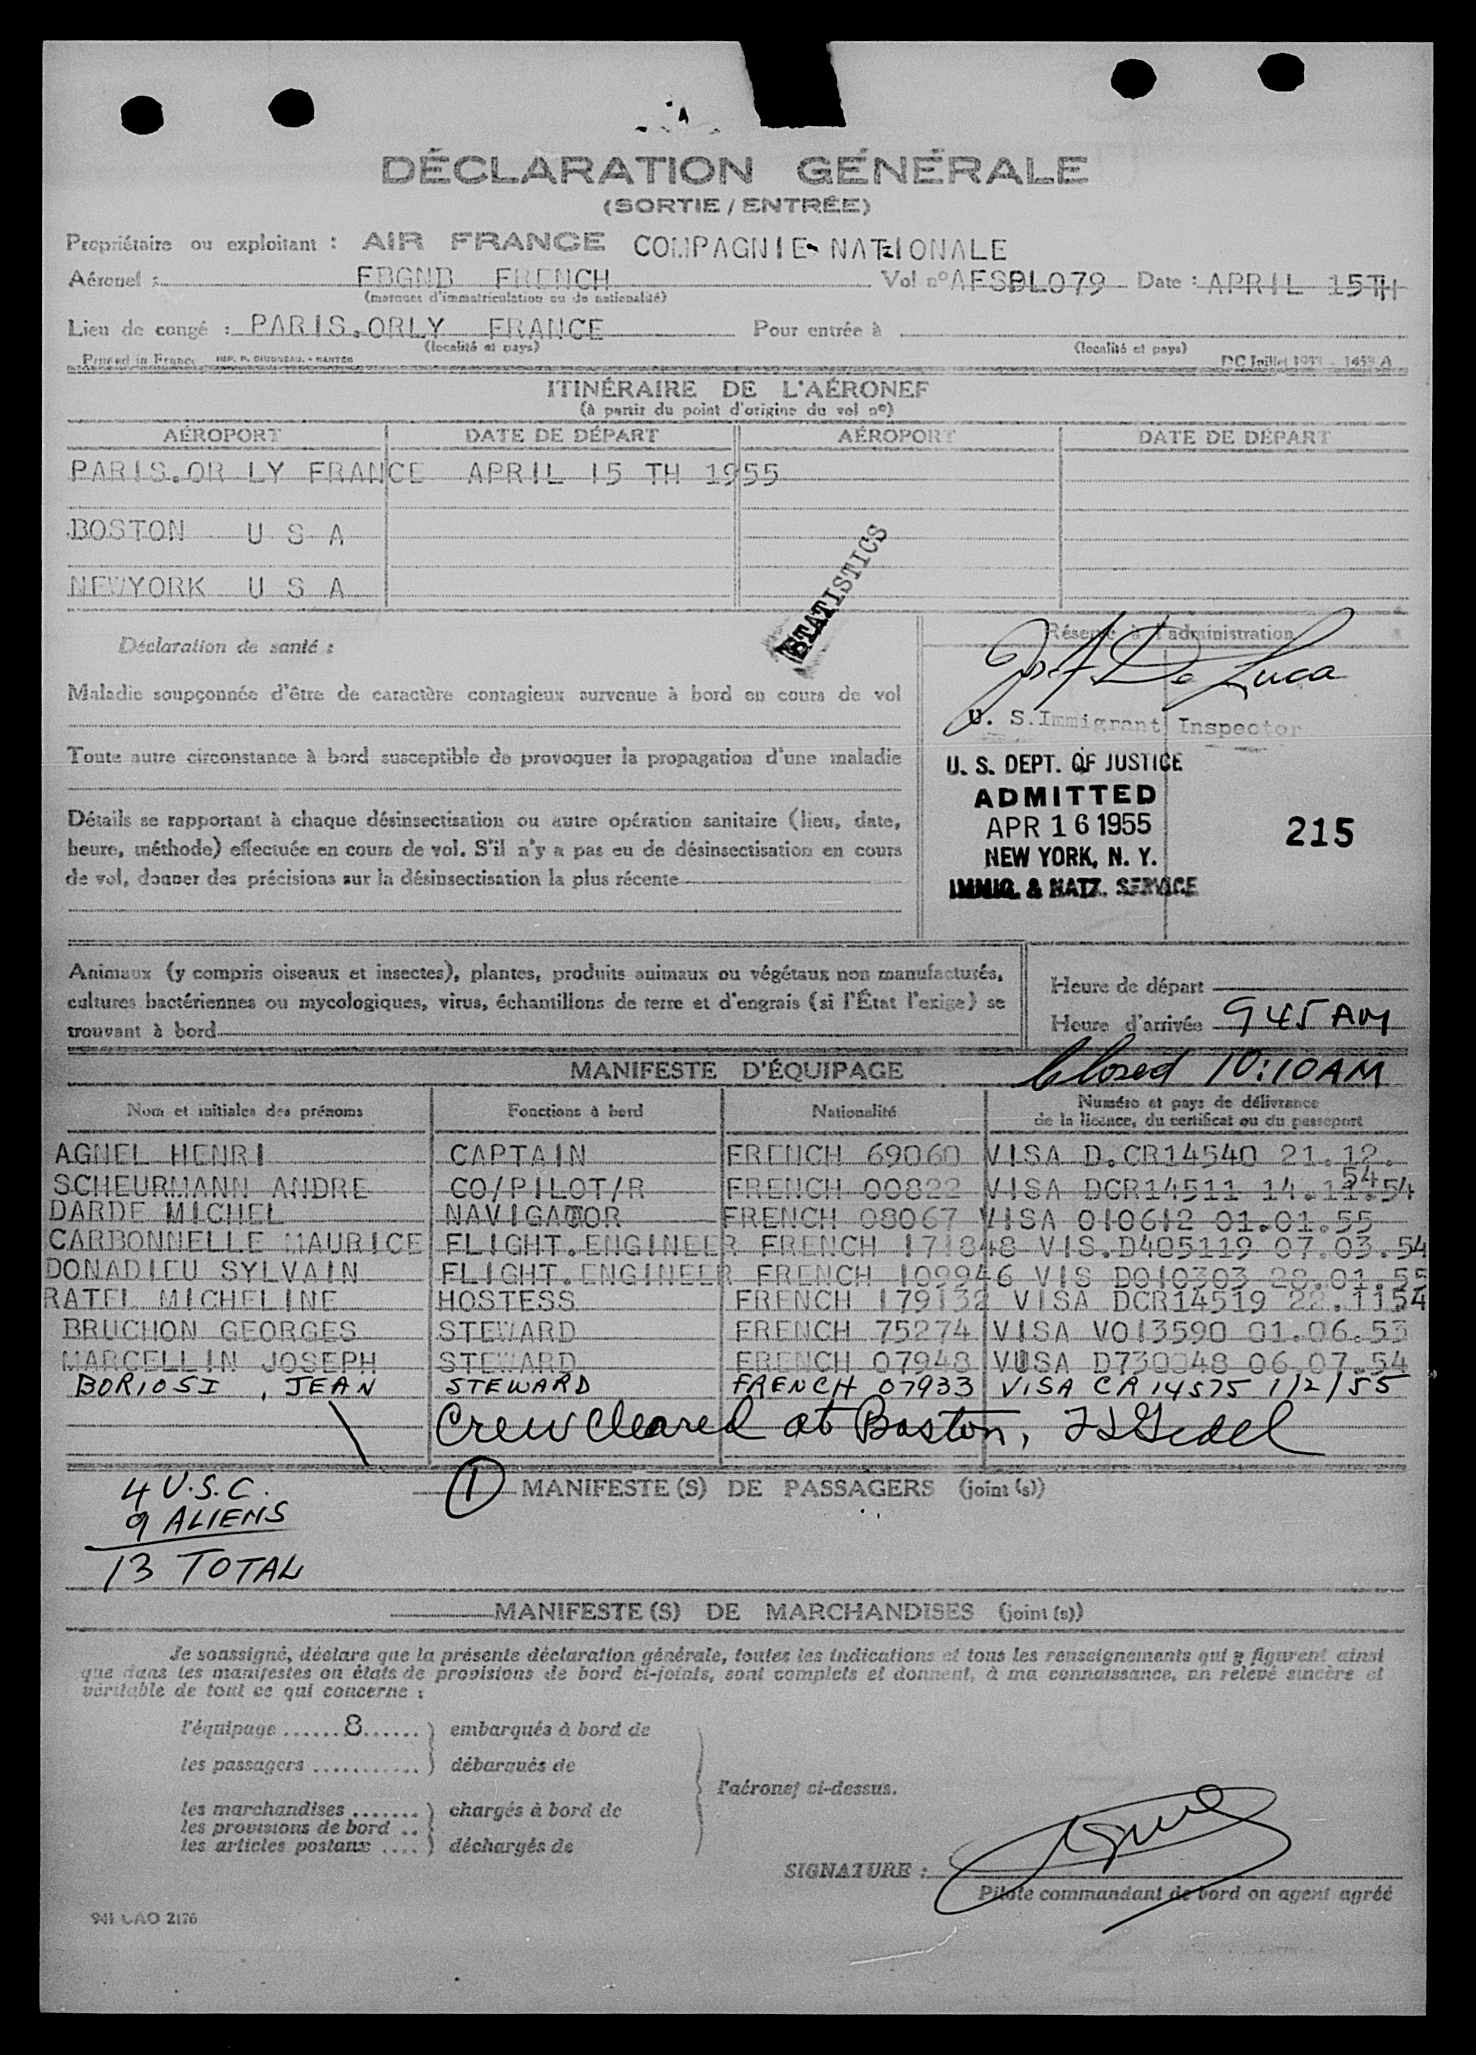 DÉCLARATION GÉNÉRALE
(SORTIE / ENTRÉE)
Propriétaire ou exploitant : AIR FRANCE COMPAGNIE NATIONALE
Aéronef : FBGNB FRENCH Vol n° AFSPL079 Date : APRIL 15TH
(marques d'immatriculation ou de nationalité)
Lieu de congé : PARIS.ORLY FRANCE Pour entrée à
(localité et pays) (localité et pays)
Printed in France
ITINÉRAIRE DE L'AÉRONEF
(à partir du point d'origine du vol n°)
AÉROPORT DATE DE DÉPART AÉROPORT DATE DE DÉPART
PARIS.OR LY FRANCE APRIL 15 TH 1955
BOSTON U S A
NEWYORK U S A
STATISTICS
Déclaration de santé :
Réservé à l'administration
Jos A De Luca
Maladie soupçonnée d'être de caractère contagieux survenue à bord en cours de vol
U. S. Immigrant Inspector
Toute autre circonstance à bord susceptible de provoquer la propagation d'une maladie
U. S. DEPT. OF JUSTICE
ADMITTED
APR 16 1955
NEW YORK, N. Y.
IMMIG. & NATZ. SERVICE
215
Détails se rapportant à chaque désinsectisation ou autre opération sanitaire (lieu, date,
heure, méthode) effectuée en cours de vol. S'il n'y a pas eu de désinsectisation en cours
de vol, donner des précisions sur la désinsectisation la plus récente
Animaux (y compris oiseaux et insectes), plantes, produits animaux ou végétaux non manufacturés,
cultures bactériennes ou mycologiques, virus, échantillons de terre et d'engrais (si l'État l'exige) se
trouvant à bord
Heure de départ
Heure d'arrivée 945 AM
Closed 10:10 AM
MANIFESTE D'ÉQUIPAGE
Nom et initiales des prénoms Fonctions à bord Nationalité Numéro et pays de délivrance
de la licence, du certificat ou du passeport
AGNEL HENRI CAPTAIN FRENCH 69060 VISA D.CR14540 21.12.54
SCHEURMANN ANDRE CO/PILOT/R FRENCH 00822 VISA DCR14511 14.11.54
DARDE MICHEL NAVIGATOR FRENCH 08067 VISA 010612 01.01.55
CARBONNELLE MAURICE FLIGHT.ENGINEER FRENCH 171848 VIS.D405119 07.03.54
DONADIEU SYLVAIN FLIGHT.ENGINEER FRENCH 109946 VIS D010303 28.01.55
RATEL MICHELINE HOSTESS FRENCH 179132 VISA DCR14519 22.1154
BRUCHON GEORGES STEWARD FRENCH 75274 VISA V013590 01.06.53
MARCELLIN JOSEPH STEWARD FRENCH 07948 VUSA D730048 06.07.54
BORIOSI, JEAN STEWARD FRENCH 07933 VISA CR 14575 1/2/55
Crew cleared at Boston,
4 U.S.C.
9 ALIENS
13 TOTAL
1 MANIFESTE(S) DE PASSAGERS (joint(s))
MANIFESTE(S) DE MARCHANDISES (joint(s))
Je soussigné, déclare que la présente déclaration générale, toutes les indications et tous les renseignements qui y figurent ainsi
que dans les manifestes ou états de provisions de bord ci-joints, sont complets et donnent, à ma connaissance, un relevé sincère et
véritable de tout ce qui concerne :
l'équipage ......8...... ) embarqués à bord de
les passagers ........... ) débarqués de
l'aéronef ci-dessus.
les marchandises ....... ) chargés à bord de
les provisions de bord ..
les articles postaux .... ) déchargés de
SIGNATURE :
Pilote commandant de bord ou agent agréé
941 CAO 2176